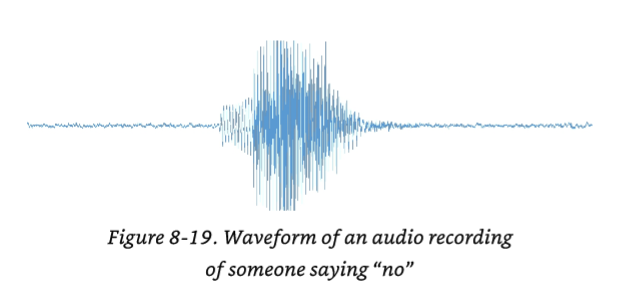 Figure 8-19. Waveform of an audio recording
of someone saying “no”